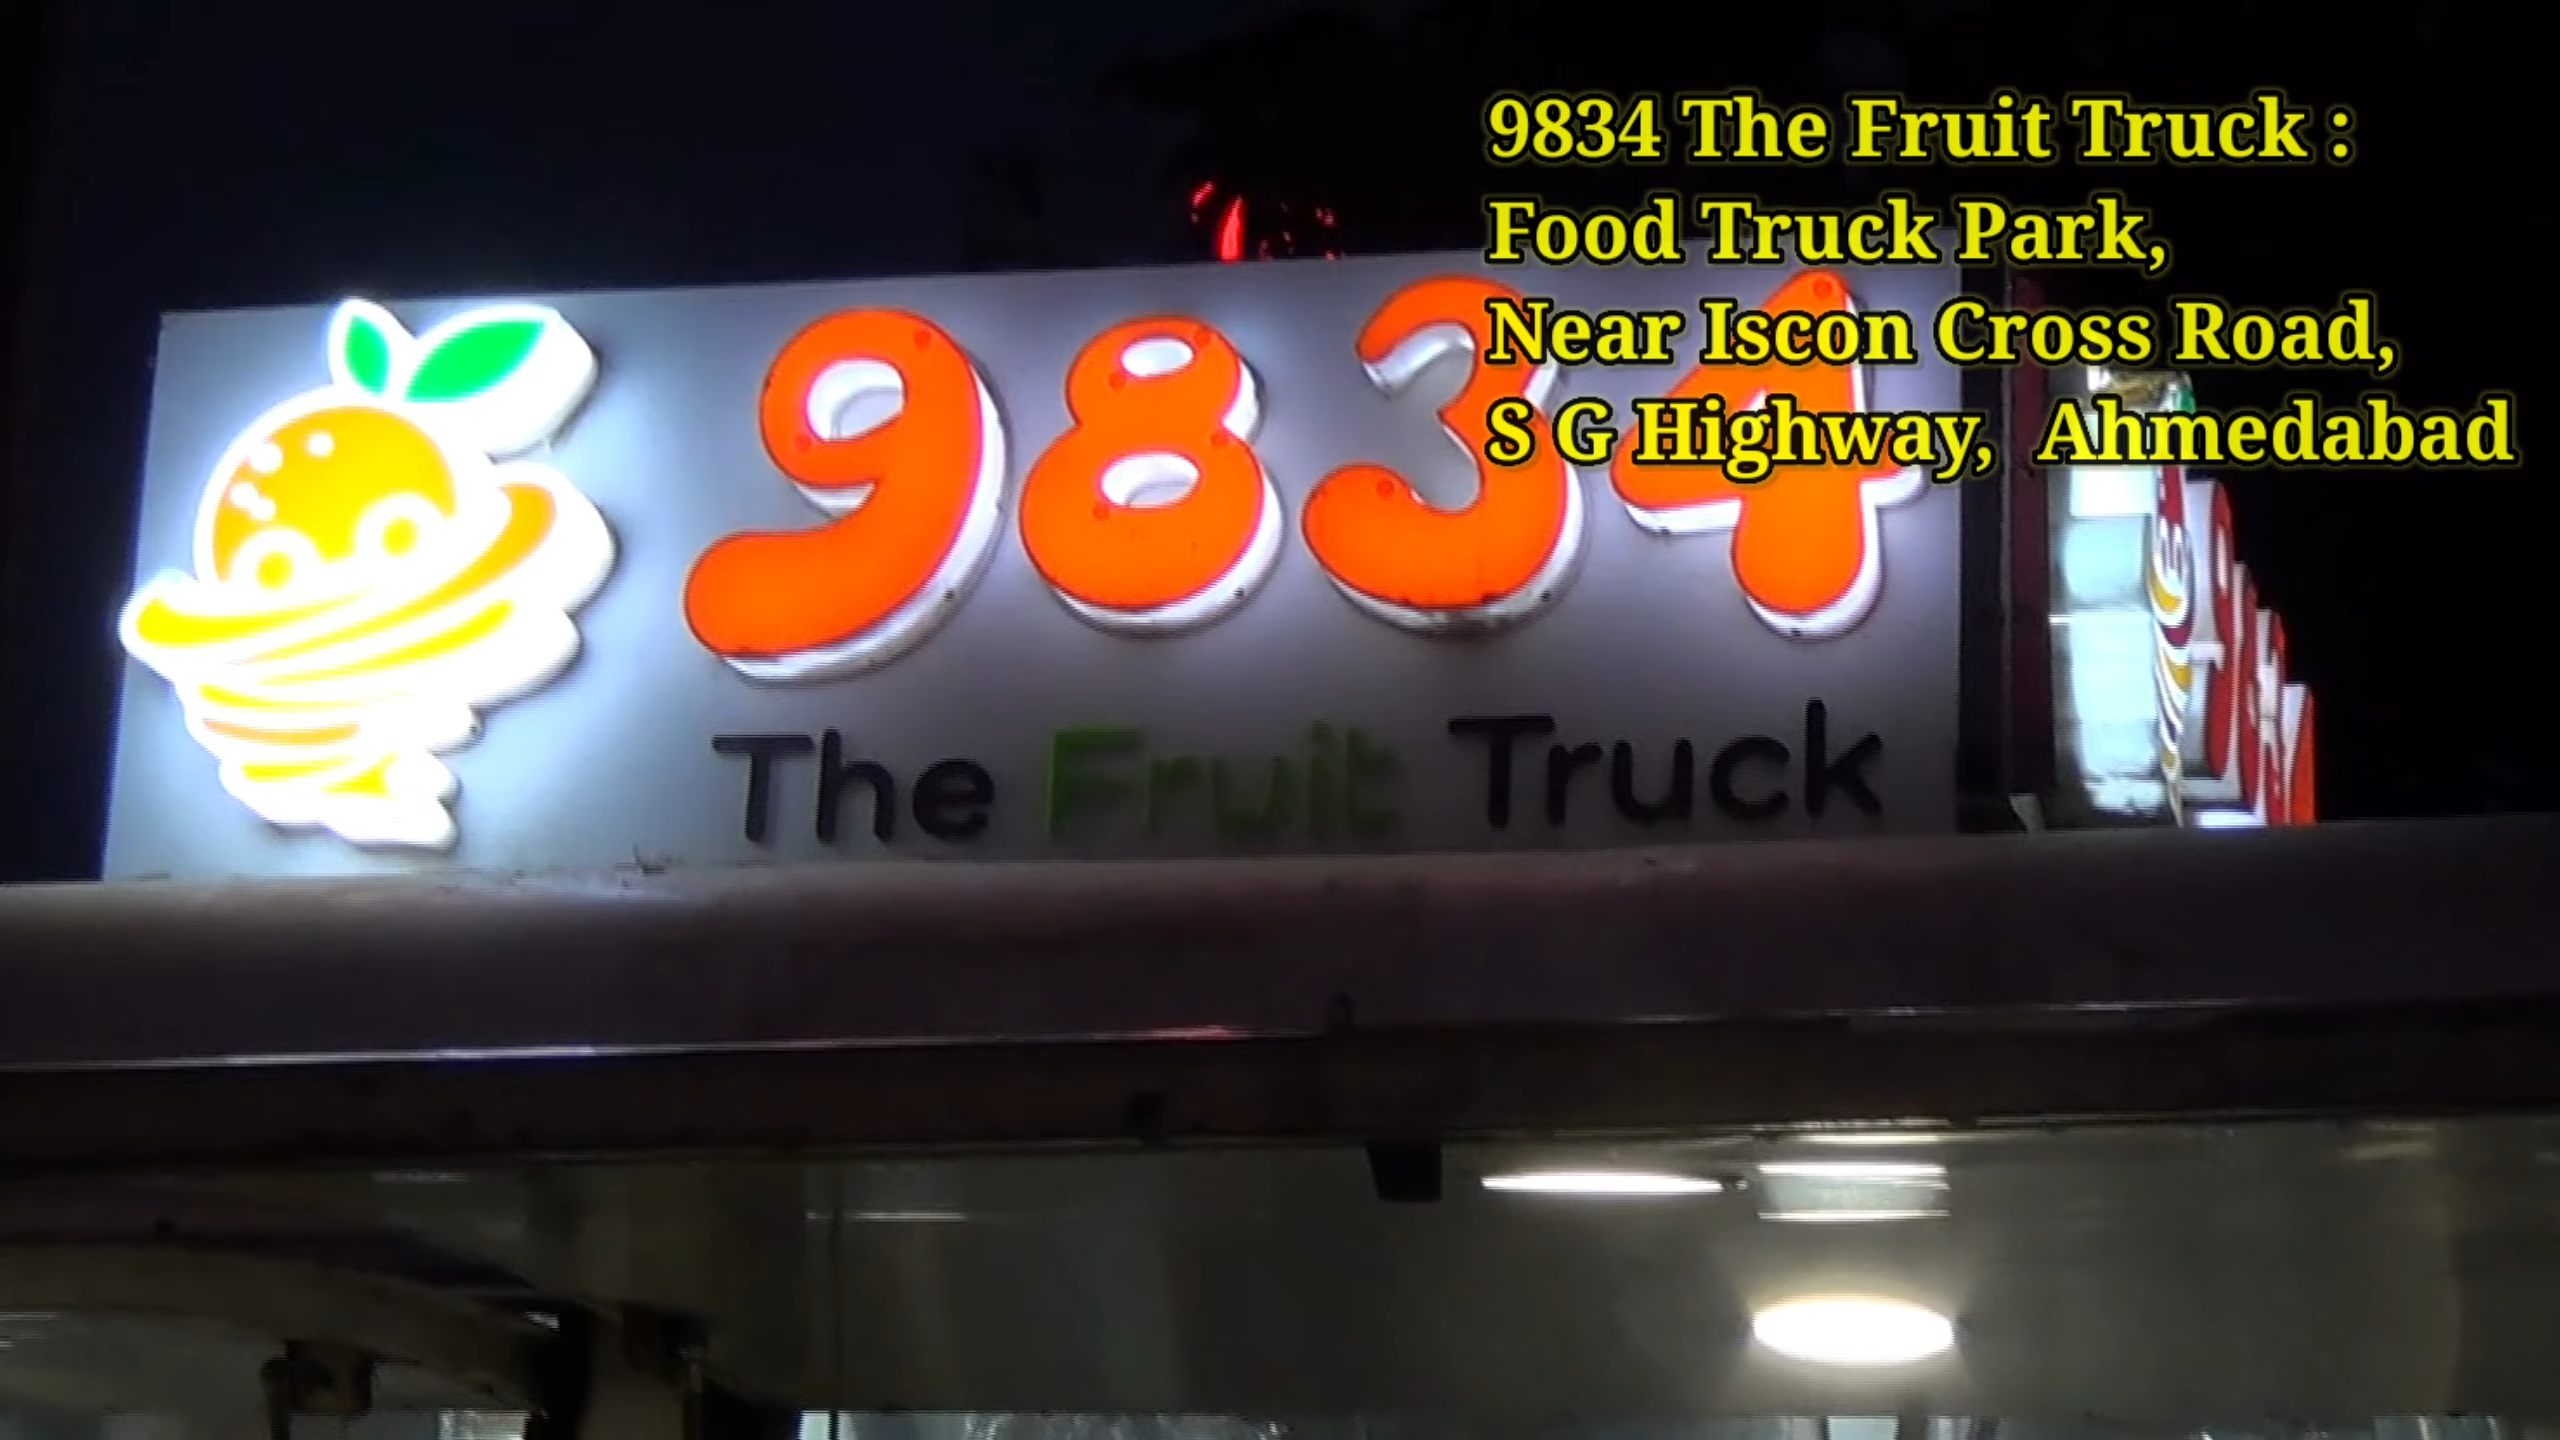 9834 The Fruit Truck :
Food Truck Park,
Near Iscon Cross Road,
S G Highway, Ahmedabad
9834
The Fruit Truck